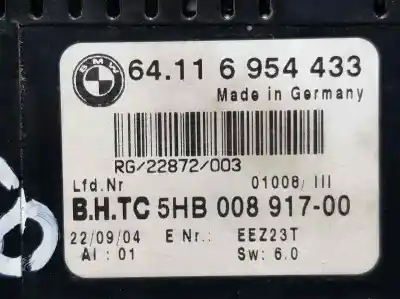 BMW
64.11 6 954 433
Made in Germany
RG/22872/003
Lfd.Nr 01008/ III
B.H.TC 5HB 008 917-00
22/09/04 E Nr.: EEZ23T
AI : 01 Sw: 6.0